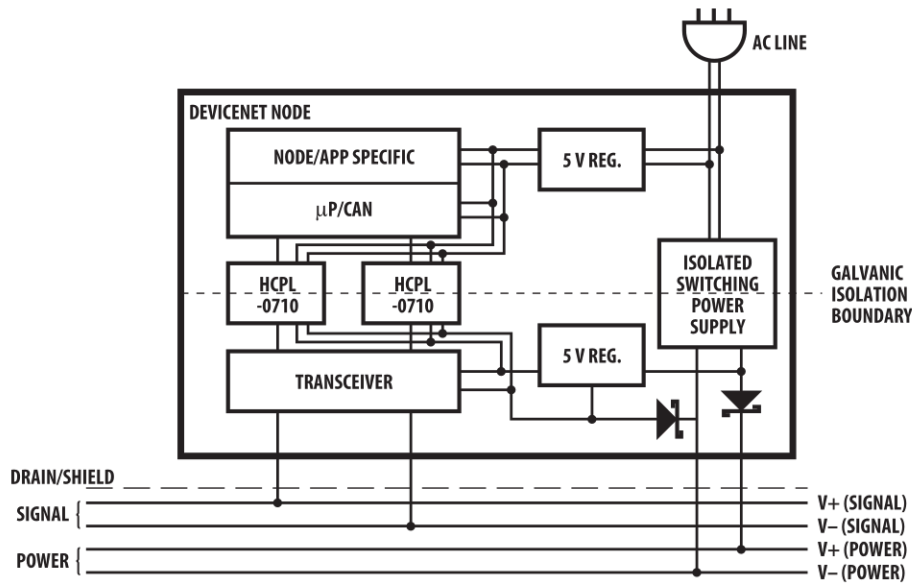 AC LINE
DEVICENET NODE
NODE/APP SPECIFIC
5 V REG.
μP/CAN
HCPL
-0710
HCPL
-0710
ISOLATED
SWITCHING
POWER
SUPPLY
GALVANIC
ISOLATION
BOUNDARY
5 V REG.
TRANSCEIVER
DRAIN/SHIELD
SIGNAL
V+ (SIGNAL)
V– (SIGNAL)
POWER
V+ (POWER)
V– (POWER)